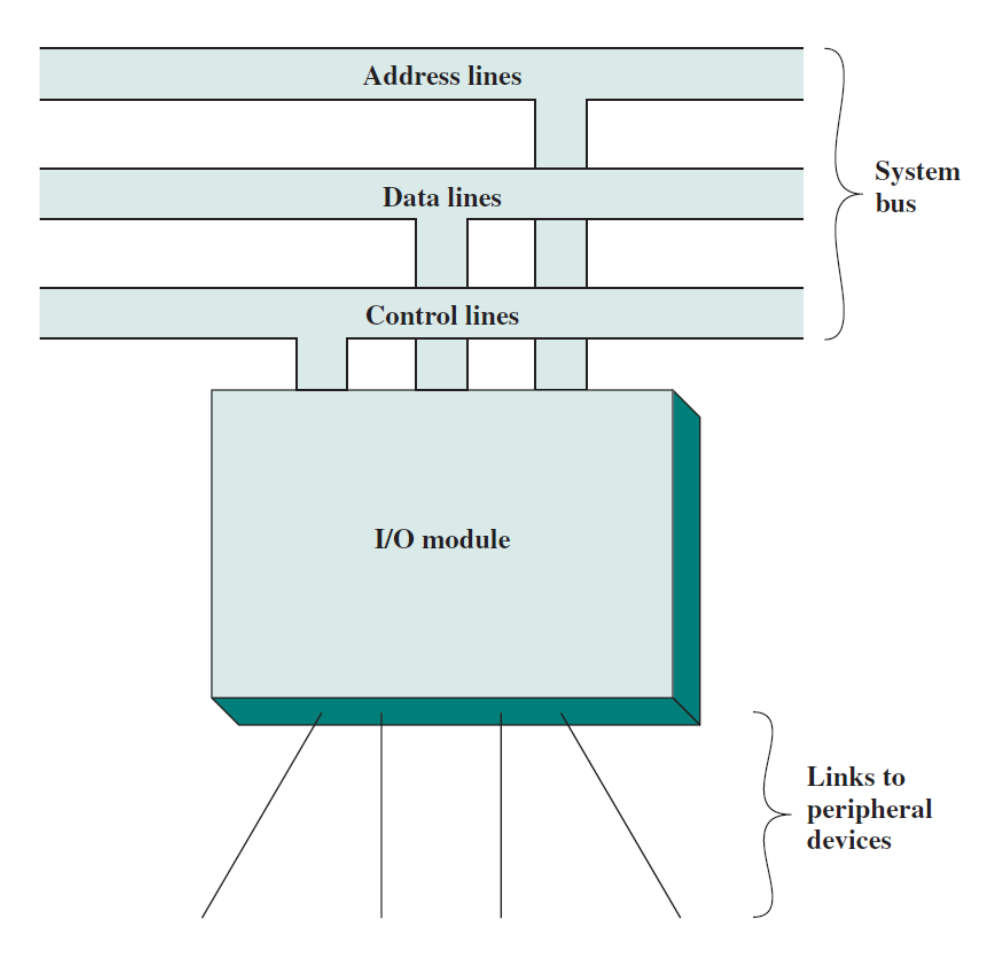 Address lines
Data lines
System
bus
Control lines
I/O module
Links to
peripheral
devices